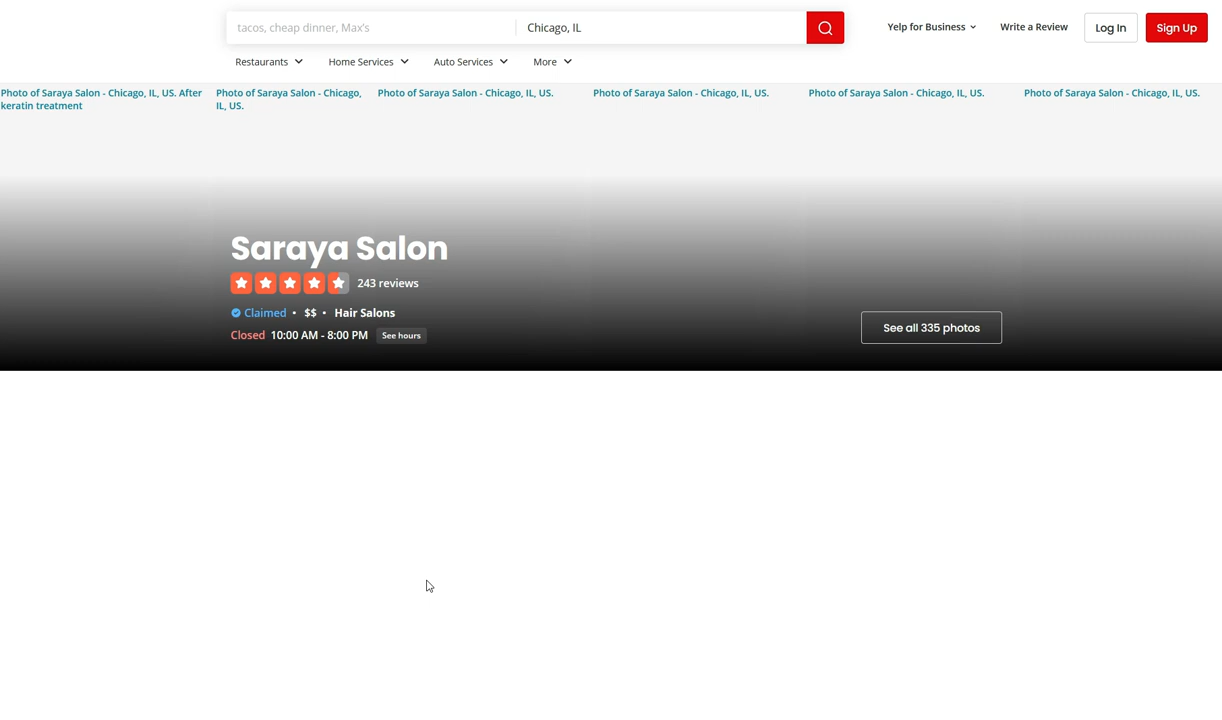 tacos, cheap dinner, Max's
Chicago, IL
Yelp for Business
Write a Review
Log In
Sign Up
Restaurants
Home Services
Auto Services
More
Photo of Saraya Salon - Chicago, IL, US. After
keratin treatment
Photo of Saraya Salon - Chicago,
IL, US.
Photo of Saraya Salon - Chicago, IL, US.
Photo of Saraya Salon - Chicago, IL, US.
Photo of Saraya Salon - Chicago, IL, US.
Photo of Saraya Salon - Chicago, IL, US.
Saraya Salon
243 reviews
Claimed • $$ • Hair Salons
Closed 10:00 AM - 8:00 PM See hours
See all 335 photos